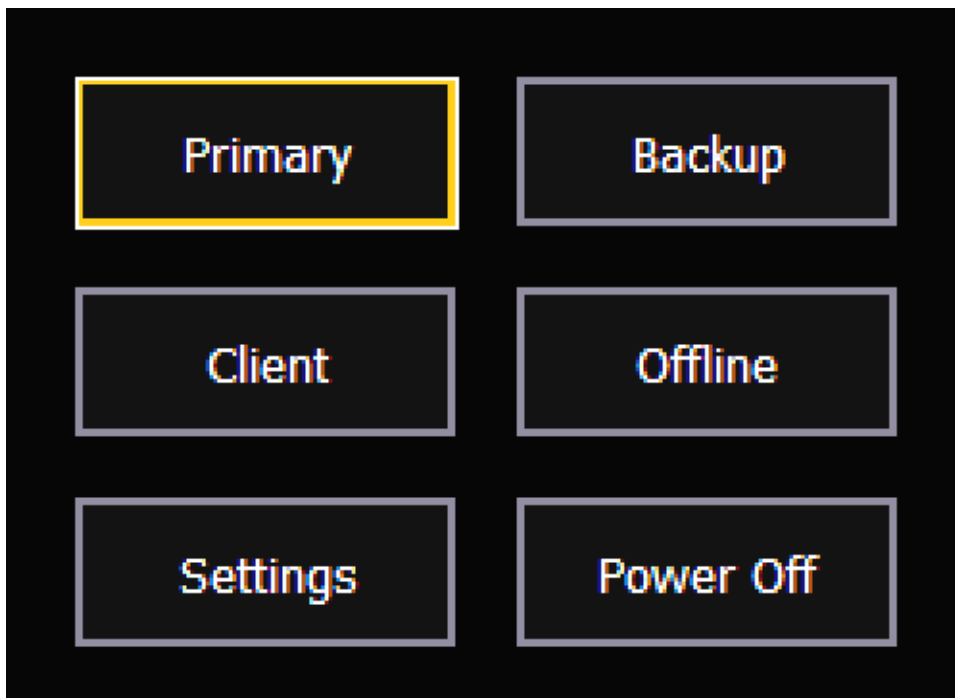 Primary
Backup
Client
Offline
Settings
Power Off